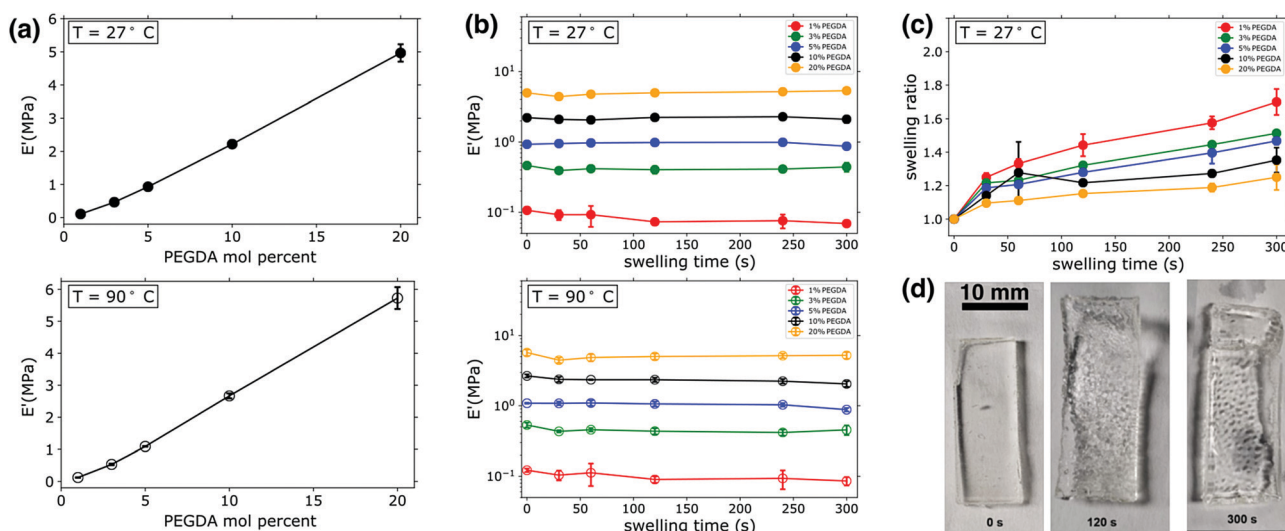 (a)
T = 27° C
E'(MPa)
6
5
4
3
2
1
0
0
5
10
15
20
PEGDA mol percent
T = 90° C
E'(MPa)
6
5
4
3
2
1
0
0
5
10
15
20
PEGDA mol percent
(b)
T = 27° C
1% PEGDA
3% PEGDA
5% PEGDA
10% PEGDA
20% PEGDA
E'(MPa)
10¹
10⁰
10⁻¹
0 50 100 150 200 250 300
swelling time (s)
T = 90° C
1% PEGDA
3% PEGDA
5% PEGDA
10% PEGDA
20% PEGDA
E'(MPa)
10¹
10⁰
10⁻¹
0 50 100 150 200 250 300
swelling time (s)
(c)
T = 27° C
1% PEGDA
3% PEGDA
5% PEGDA
10% PEGDA
20% PEGDA
swelling ratio
2.0
1.8
1.6
1.4
1.2
1.0
0 50 100 150 200 250 300
swelling time (s)
(d)
10 mm
0 s
120 s
300 s